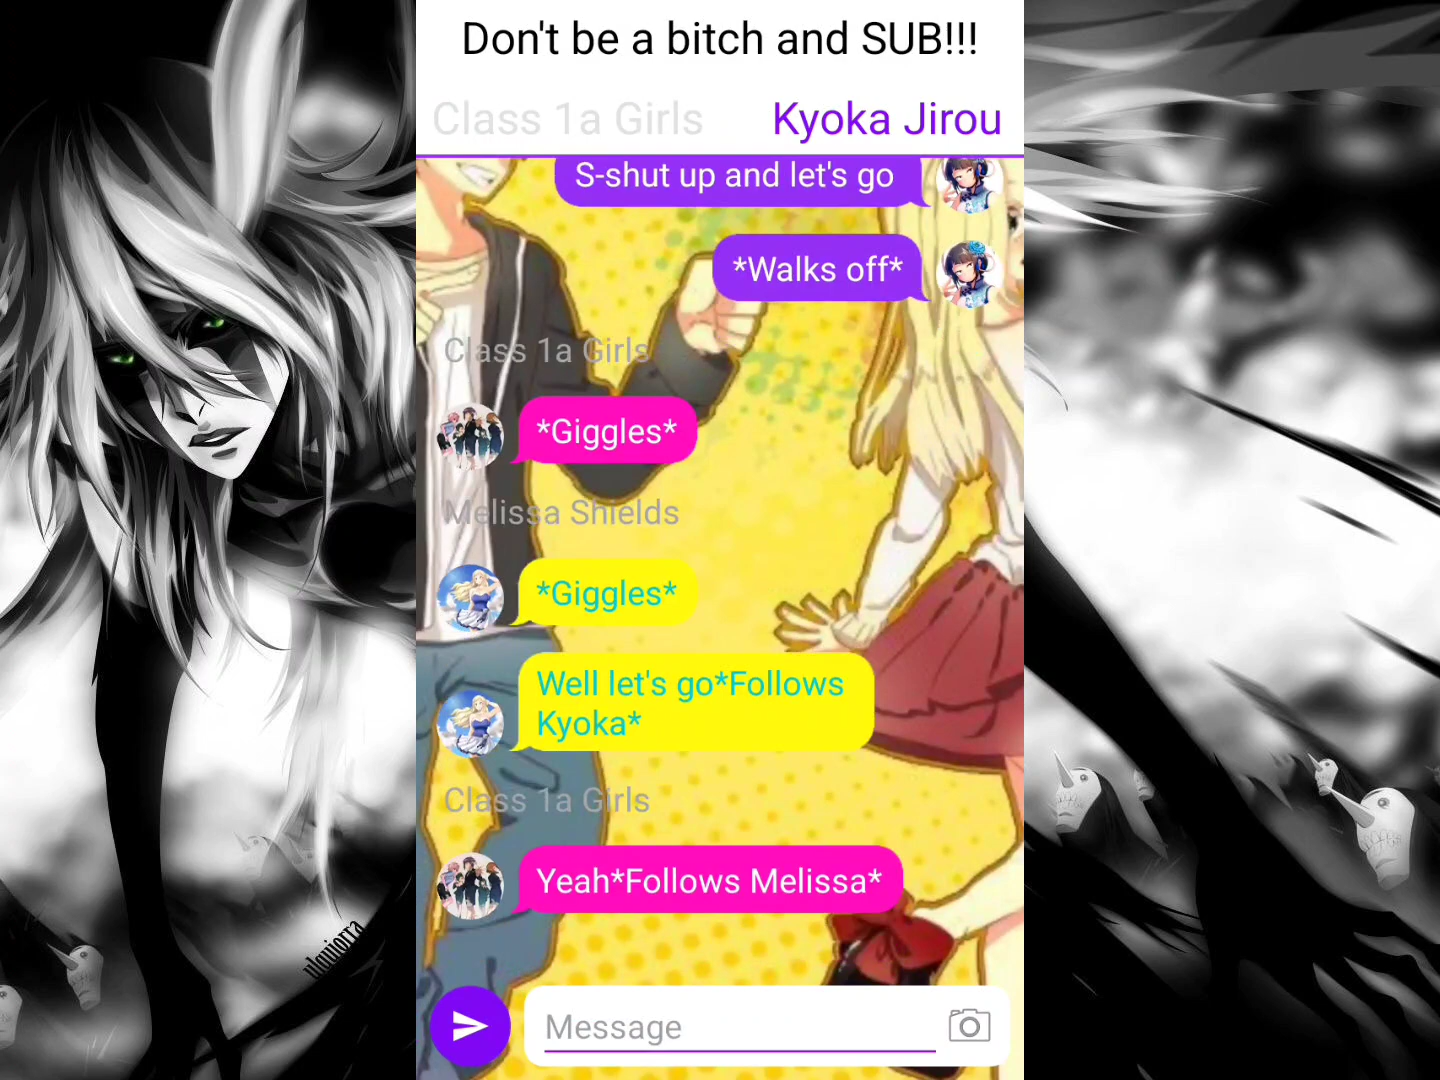 Don't be a bitch and SUB!!!
Class 1a Girls
Kyoka Jirou
S-shut up and let's go
*Walks off*
Class 1a Girls
*Giggles*
Melissa Shields
*Giggles*
Well let's go*Follows
Kyoka*
Class 1a Girls
Yeah*Follows Melissa*
Message
ulquiorra